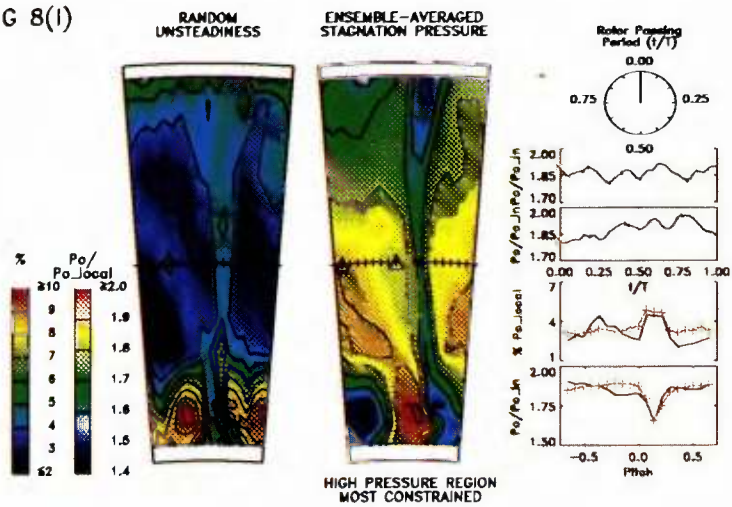 G 8(I)
RANDOM
UNSTEADINESS
ENSEMBLE-AVERAGED
STAGNATION PRESSURE
Rotor Passing
Period (t/T)
0.00
0.75
0.25
0.50
2.00
1.85
1.70
Po/Po_In
2.00
1.85
1.70
Po/Po_In
0.00
0.25
0.50
0.75
1.00
t/T
7
4
1
% Po_local
2.00
1.75
1.50
Po/Po_In
-0.5
0.0
0.5
Pitch
%
≥10
9
8
7
6
5
4
3
≤2
Po/
Po_local
≥2.0
1.9
1.8
1.7
1.6
1.5
1.4
HIGH PRESSURE REGION
MOST CONSTRAINED